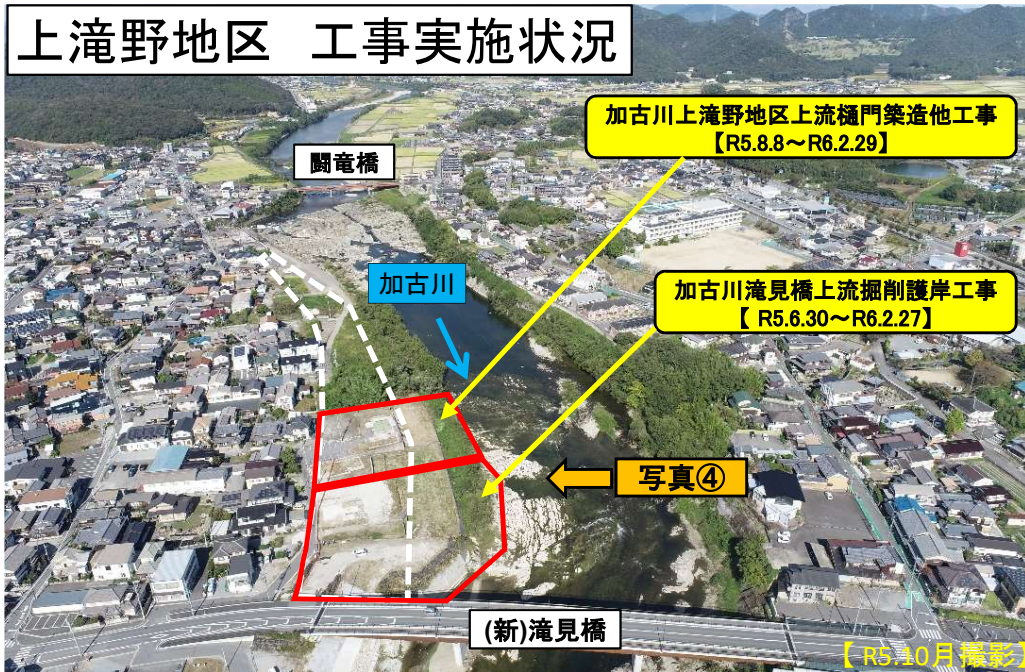 上滝野地区　工事実施状況
加古川上滝野地区上流樋門築造他工事
【R5.8.8～R6.2.29】
闘竜橋
加古川
加古川滝見橋上流掘削護岸工事
【 R5.6.30～R6.2.27】
写真④
(新)滝見橋
【 R5.10月撮影】